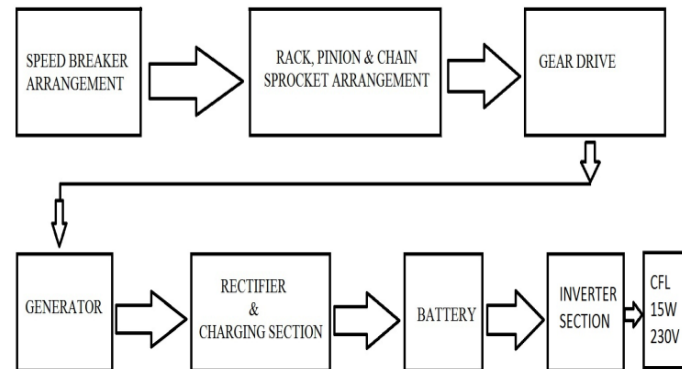 SPEED BREAKER
ARRANGEMENT
RACK, PINION & CHAIN
SPROCKET ARRANGEMENT
GEAR DRIVE
GENERATOR
RECTIFIER
&
CHARGING SECTION
BATTERY
INVERTER
SECTION
CFL
15W
230V